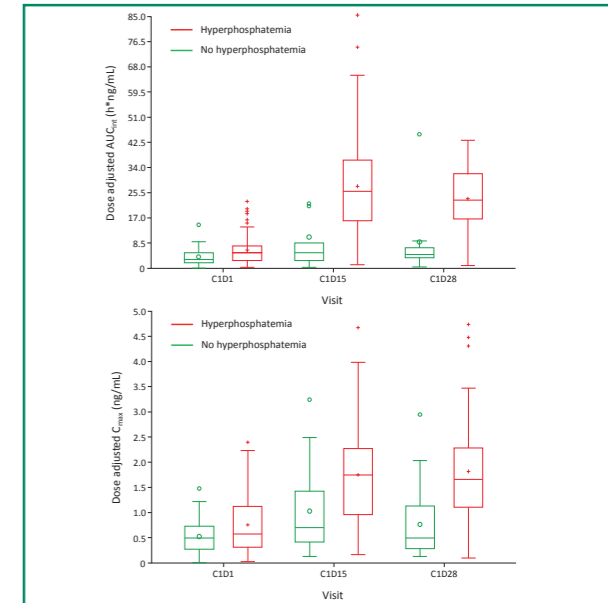 85.0
76.5
68.0
59.5
51.0
42.5
34.0
25.5
17.0
8.5
0
Dose adjusted AUCint (h*ng/mL)
Hyperphosphatemia
No hyperphosphatemia
C1D1 C1D15 C1D28
Visit
5.0
4.5
4.0
3.5
3.0
2.5
2.0
1.5
1.0
0.5
0
Dose adjusted Cmax (ng/mL)
Hyperphosphatemia
No hyperphosphatemia
C1D1 C1D15 C1D28
Visit